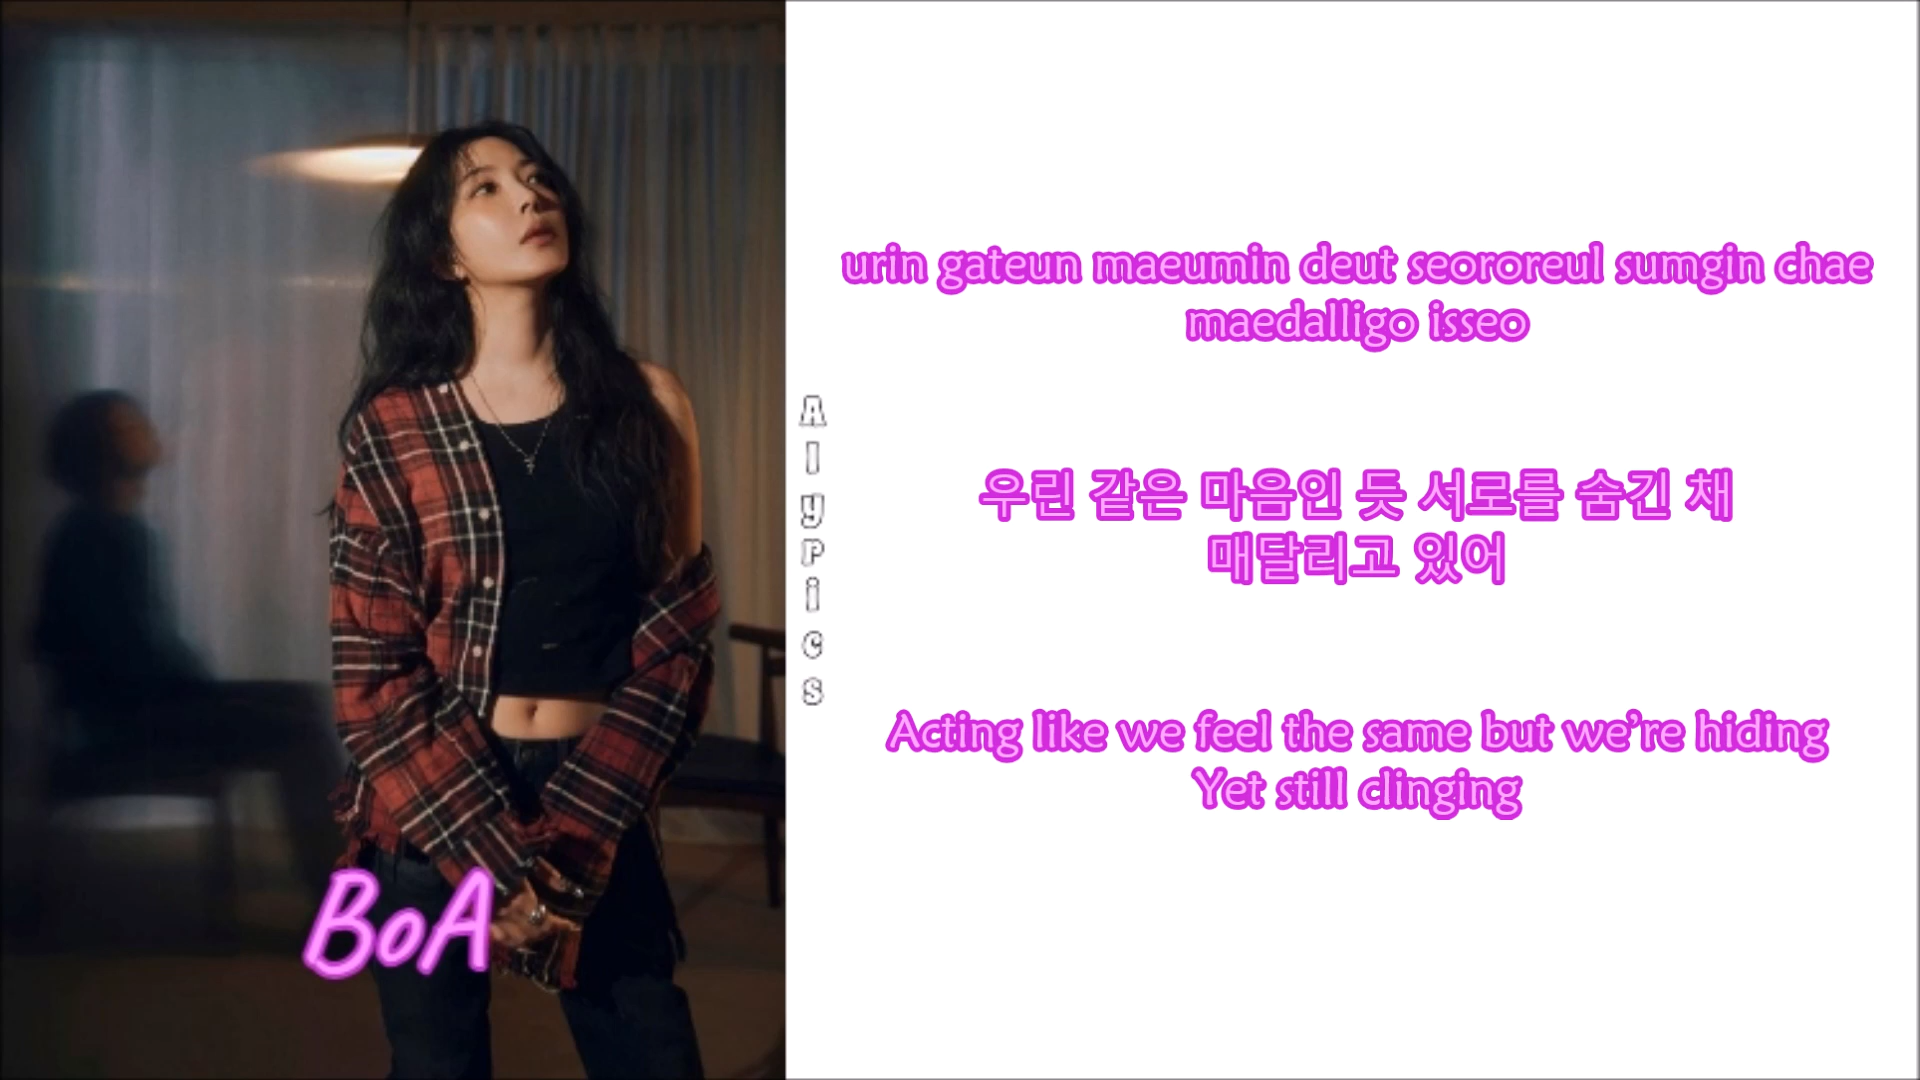 urin gateun maeumin deut seororeul sumgin chae
maedalligo isseo
우린 같은 마음인 듯 서로를 숨긴 채
매달리고 있어
Acting like we feel the same but we’re hiding
Yet still clinging
AlyPics
BoA